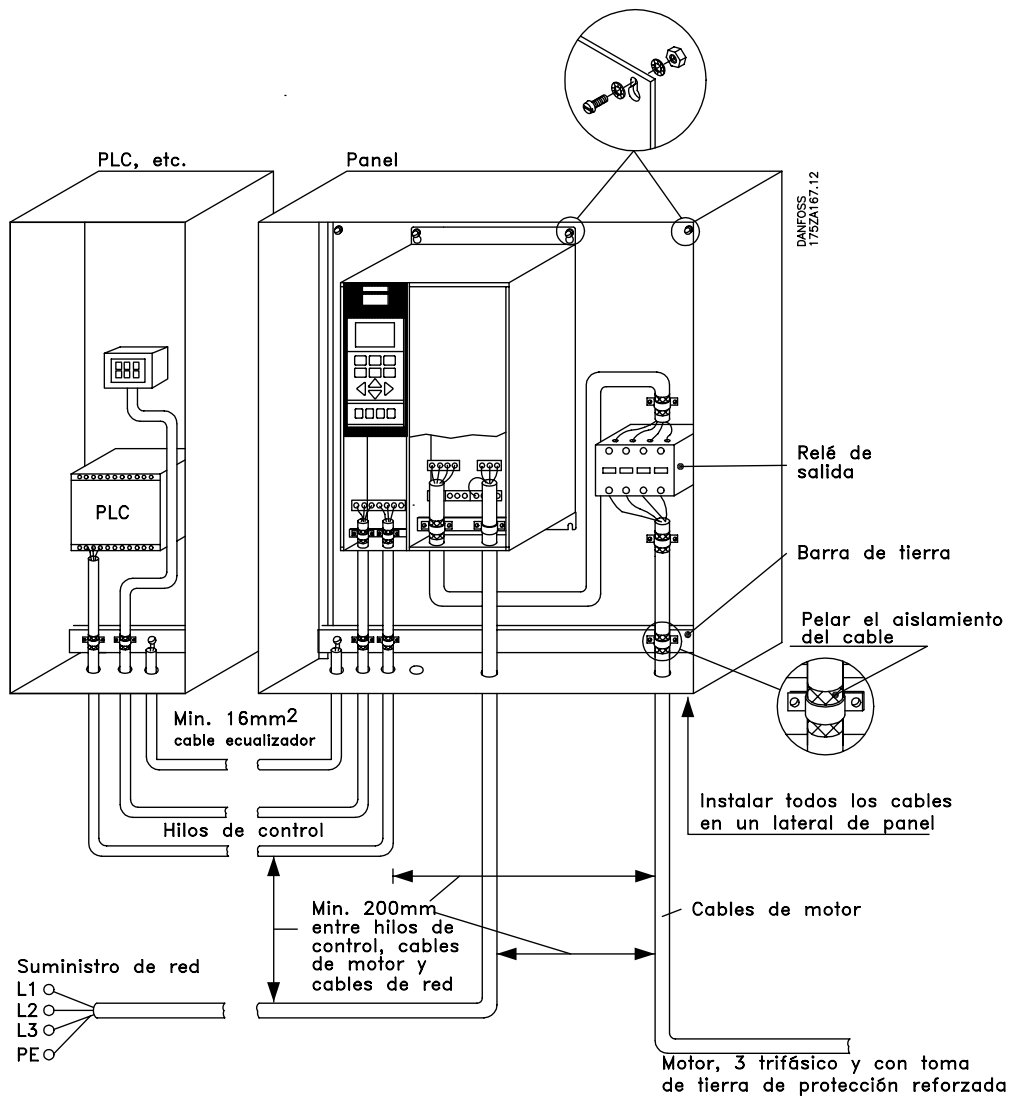 PLC, etc.
Panel
DANFOSS
175ZA167.12
PLC
Relé de
salida
Barra de tierra
Pelar el aislamiento
del cable
Min. 16mm2
cable ecualizador
Hilos de control
Instalar todos los cables
en un lateral de panel
Min. 200mm
entre hilos de
control, cables
de motor y
cables de red
Cables de motor
Suministro de red
L1
L2
L3
PE
Motor, 3 trifásico y con toma
de tierra de protección reforzada